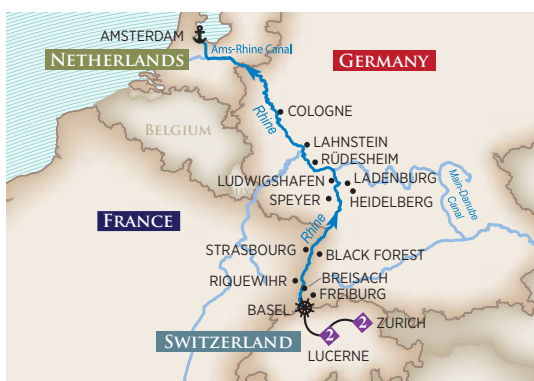 AMSTERDAM
Ams-Rhine Canal
NETHERLANDS
GERMANY
Rhine
COLOGNE
BELGIUM
LAHNSTEIN
RÜDESHEIM
LUDWIGSHAFEN
LADENBURG
SPEYER
HEIDELBERG
Main-Danube
Canal
FRANCE
Rhine
STRASBOURG
BLACK FOREST
RIQUEWIHR
BREISACH
FREIBURG
BASEL
2
2
ZURICH
SWITZERLAND
LUCERNE